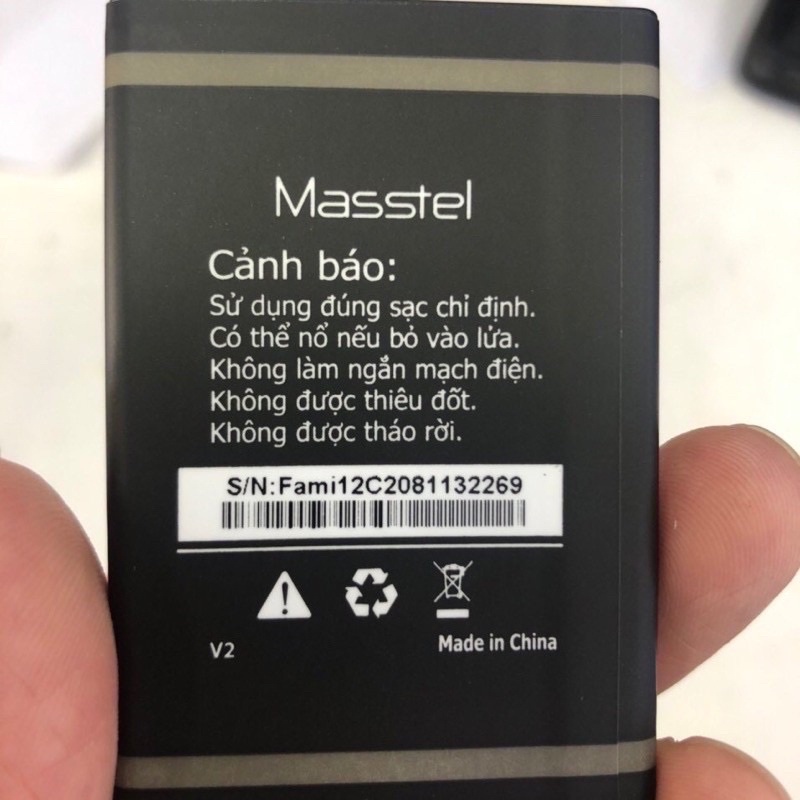 Masstel
Cảnh báo:
Sử dụng đúng sạc chỉ định.
Có thể nổ nếu bỏ vào lửa.
Không làm ngắn mạch điện.
Không được thiêu đốt.
Không được tháo rời.
S/N:Fami12C2081132269
V2
Made in China